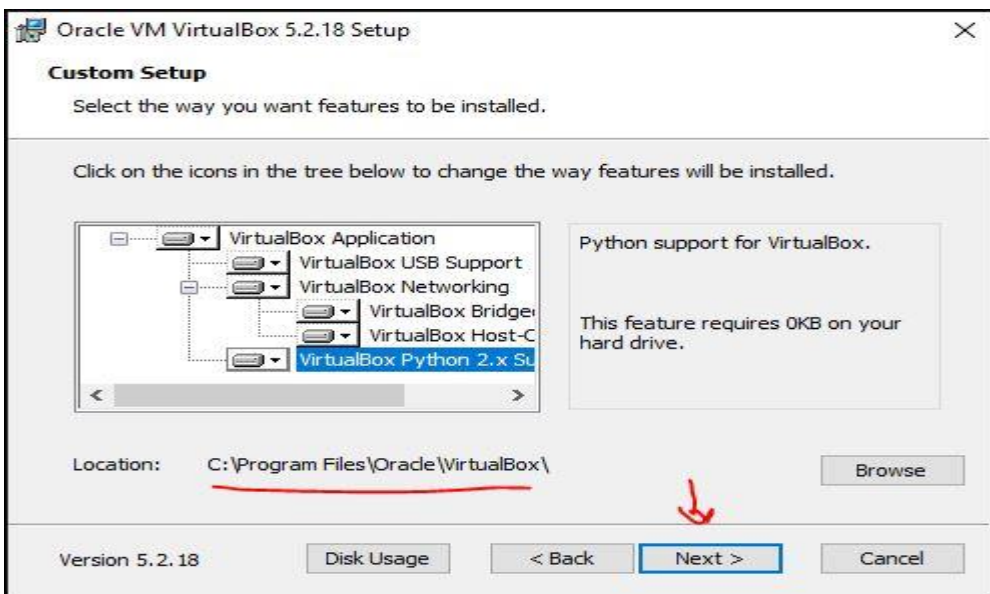 Oracle VM VirtualBox 5.2.18 Setup
Custom Setup
Select the way you want features to be installed.
Click on the icons in the tree below to change the way features will be installed.
VirtualBox Application
VirtualBox USB Support
VirtualBox Networking
VirtualBox Bridge
VirtualBox Host-C
VirtualBox Python 2.x Su
Python support for VirtualBox.
This feature requires 0KB on your
hard drive.
Location: C:\Program Files\Oracle\VirtualBox\
Browse
Version 5.2.18
Disk Usage
< Back
Next >
Cancel